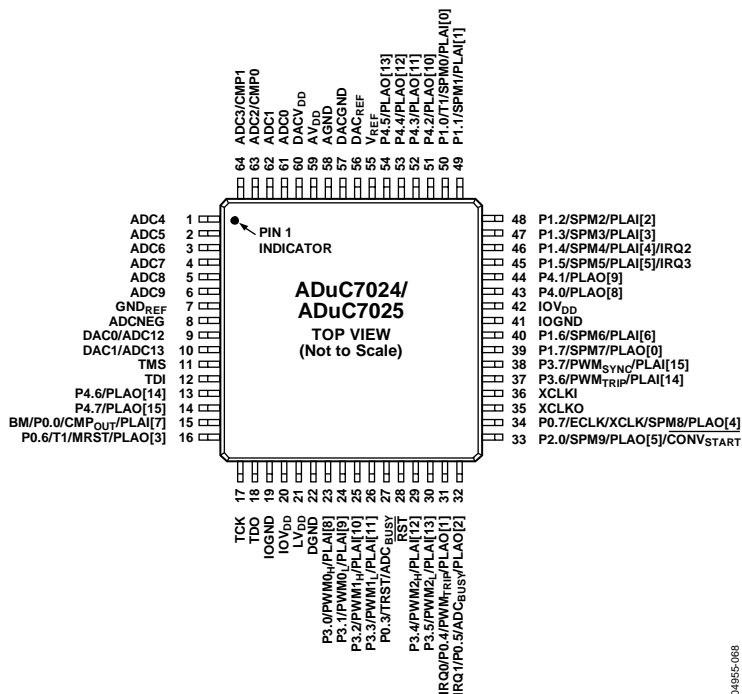 64 ADC3/CMP1
63 ADC2/CMP0
62 ADC1
61 ADC0
60 DACVDD
59 AVDD
58 AGND
57 DACGND
56 DACREF
55 VREF
54 P4.5/PLAO[13]
53 P4.4/PLAO[12]
52 P4.3/PLAO[11]
51 P4.2/PLAO[10]
50 P1.0/T1/SPM0/PLAI[0]
49 P1.1/SPM1/PLAI[1]
ADC4 1
ADC5 2
ADC6 3
ADC7 4
ADC8 5
ADC9 6
GNDREF 7
ADCNEG 8
DAC0/ADC12 9
DAC1/ADC13 10
TMS 11
TDI 12
P4.6/PLAO[14] 13
P4.7/PLAO[15] 14
BM/P0.0/CMPOUT/PLAI[7] 15
P0.6/T1/MRST/PLAO[3] 16
PIN 1
INDICATOR
ADuC7024/
ADuC7025
TOP VIEW
(Not to Scale)
48 P1.2/SPM2/PLAI[2]
47 P1.3/SPM3/PLAI[3]
46 P1.4/SPM4/PLAI[4]/IRQ2
45 P1.5/SPM5/PLAI[5]/IRQ3
44 P4.1/PLAO[9]
43 P4.0/PLAO[8]
42 IOVDD
41 IOGND
40 P1.6/SPM6/PLAI[6]
39 P1.7/SPM7/PLAO[0]
38 P3.7/PWMSYNC/PLAI[15]
37 P3.6/PWMTRIP/PLAI[14]
36 XCLKI
35 XCLKO
34 P0.7/ECLK/XCLK/SPM8/PLAO[4]
33 P2.0/SPM9/PLAO[5]/CONVSTART
TCK 17
TDO 18
IOGND 19
IOVDD 20
LVDD 21
DGND 22
P3.0/PWM0H/PLAI[8] 23
P3.1/PWM0L/PLAI[9] 24
P3.2/PWM1H/PLAI[10] 25
P3.3/PWM1L/PLAI[11] 26
P0.3/TRST/ADCBUSY 27
RST 28
P3.4/PWM2H/PLAI[12] 29
P3.5/PWM2L/PLAI[13] 30
IRQ0/P0.4/PWMTRIP/PLAO[1] 31
IRQ1/P0.5/ADCBUSY/PLAO[2] 32
04955-068